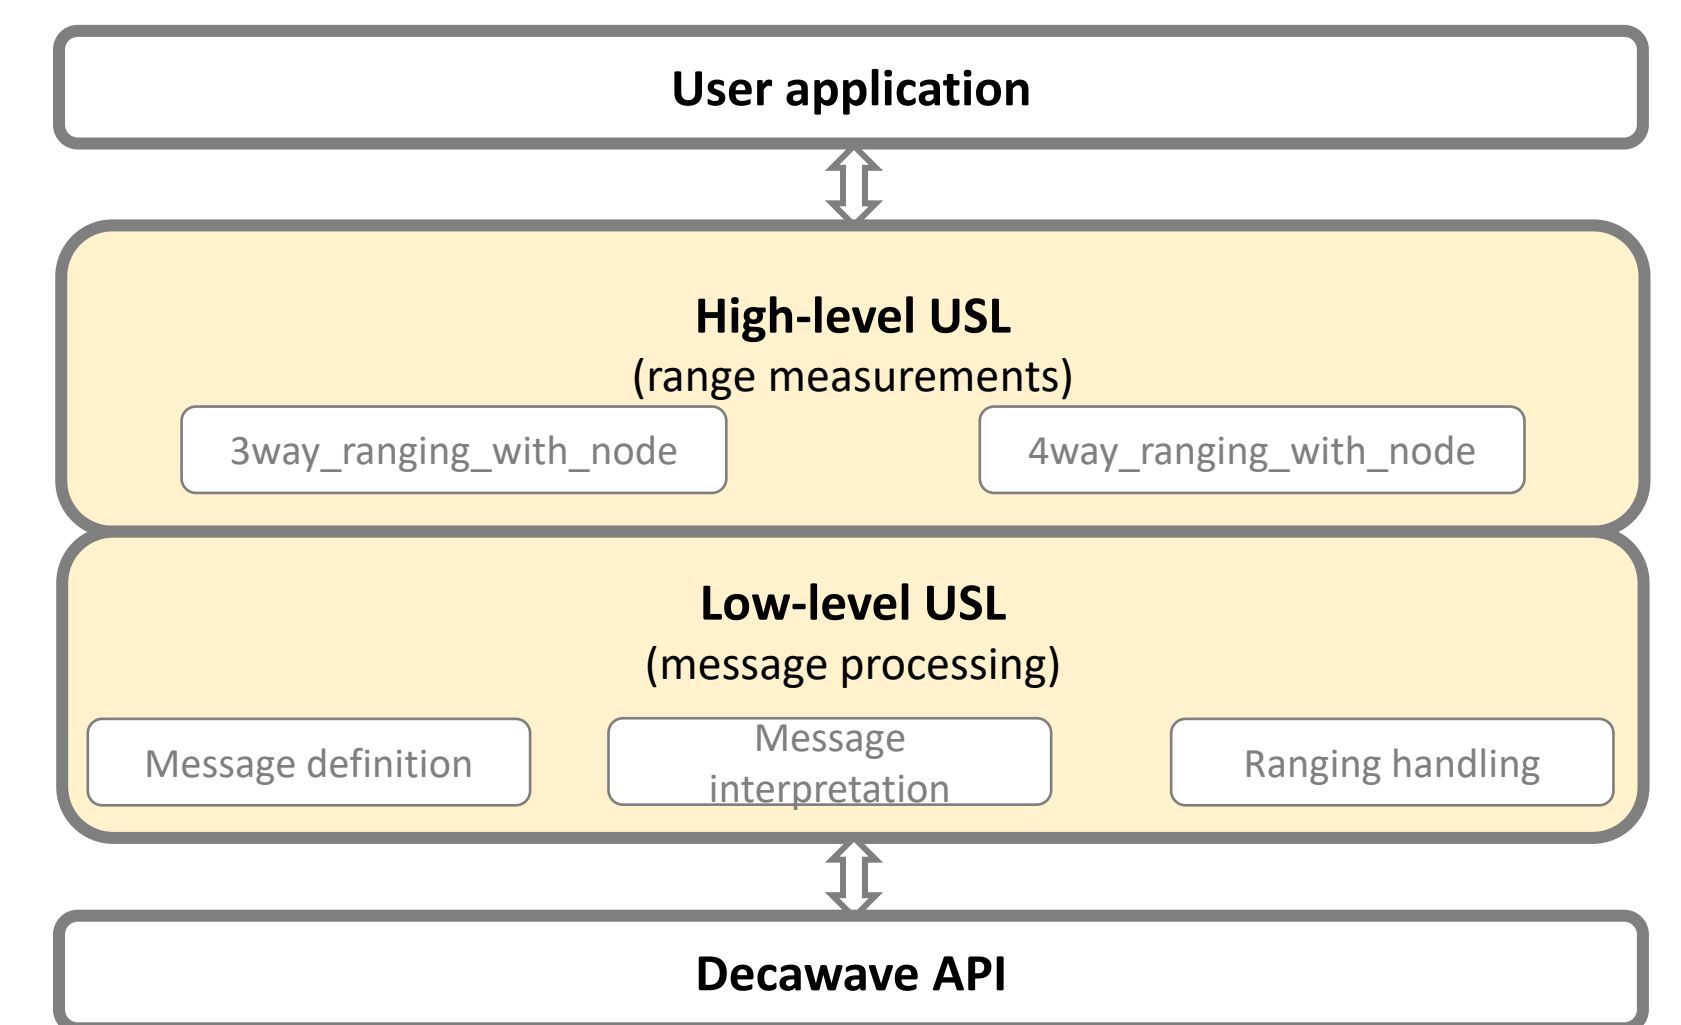 User application
High-level USL
(range measurements)
3way_ranging_with_node
4way_ranging_with_node
Low-level USL
(message processing)
Message definition
Message
interpretation
Ranging handling
Decawave API